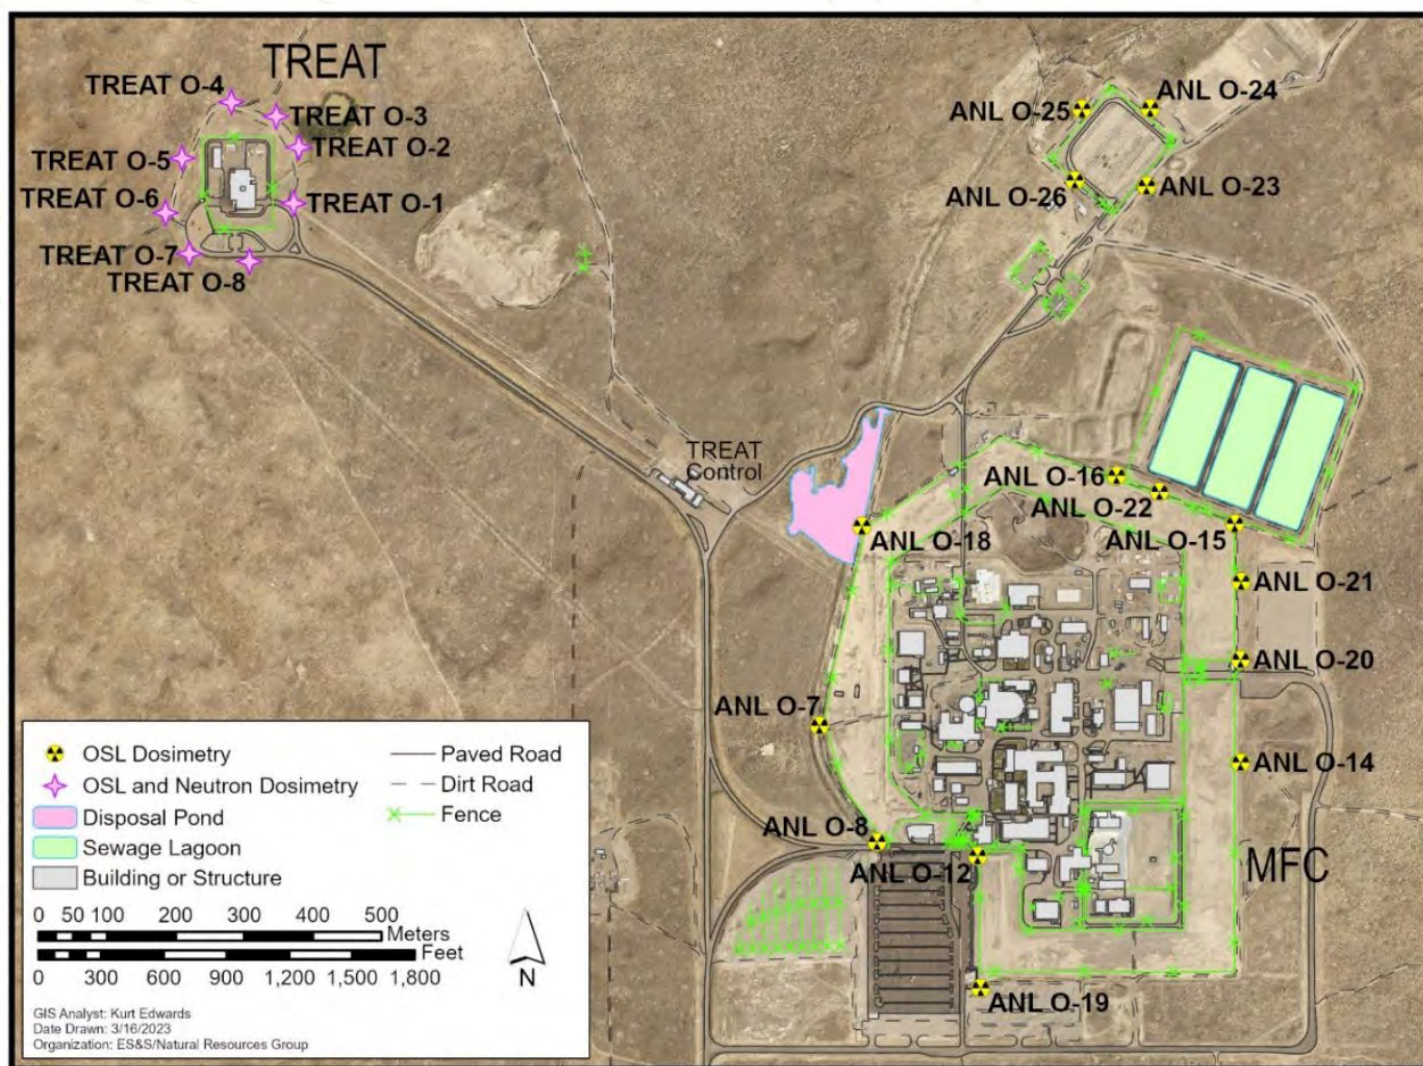 TREAT
TREAT O-4
TREAT O-3
TREAT O-2
TREAT O-5
TREAT O-6
TREAT O-1
TREAT O-7
TREAT O-8
ANL O-25
ANL O-24
ANL O-26
ANL O-23
TREAT
Control
ANL O-16
ANL O-22
ANL O-18
ANL O-15
ANL O-21
ANL O-20
ANL O-7
ANL O-14
ANL O-8
ANL O-12
MFC
ANL O-19
OSL Dosimetry
OSL and Neutron Dosimetry
Disposal Pond
Sewage Lagoon
Building or Structure
Paved Road
Dirt Road
Fence
0 50 100 200 300 400 500
Meters
Feet
0 300 600 900 1,200 1,500 1,800
N
GIS Analyst: Kurt Edwards
Date Drawn: 3/16/2023
Organization: ES&S/Natural Resources Group